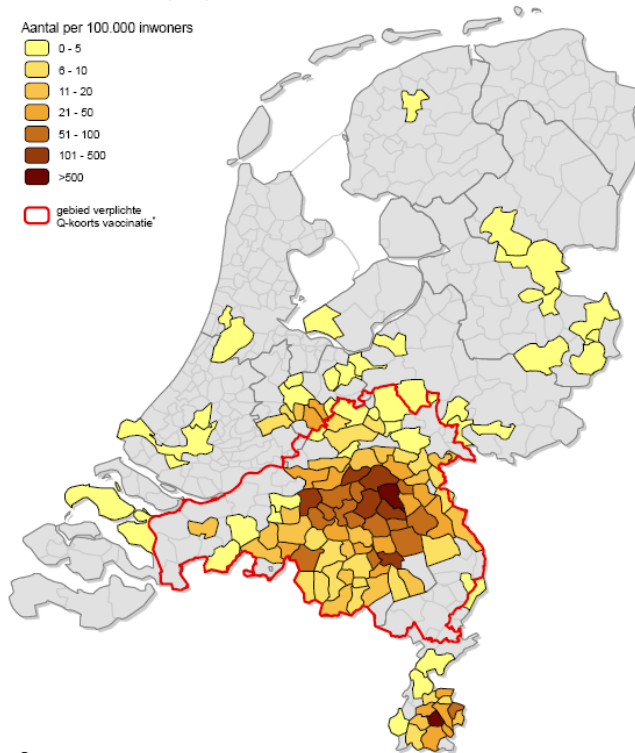 Aantal per 100.000 inwoners
0 - 5
6 - 10
11 - 20
21 - 50
51 - 100
101 - 500
>500
gebied verplichte
Q-koorts vaccinatie*